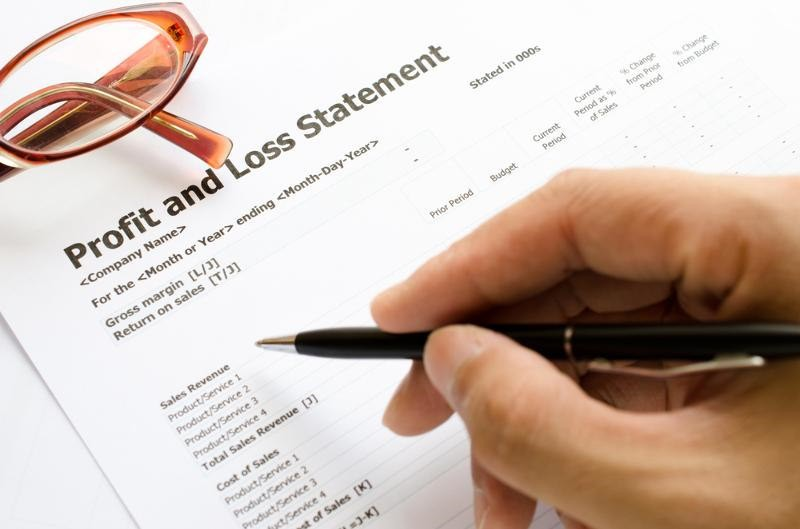 Profit and Loss Statement
Stated in 000s
<Company Name>
For the <Month or Year> ending <Month-Day-Year>
Gross margin [L/J]
Return on sales [T/J]
Prior Period
Budget
Current
Period
Current
Period as %
of Sales
% Change
from Prior
Period
% Change
from Budget
Sales Revenue
Product/Service 1
Product/Service 2
Product/Service 3
Product/Service 4
Total Sales Revenue [J]
Cost of Sales
Product/Service 1
Product/Service 2
Product/Service 3
Product/Service 4
of Sales [K]